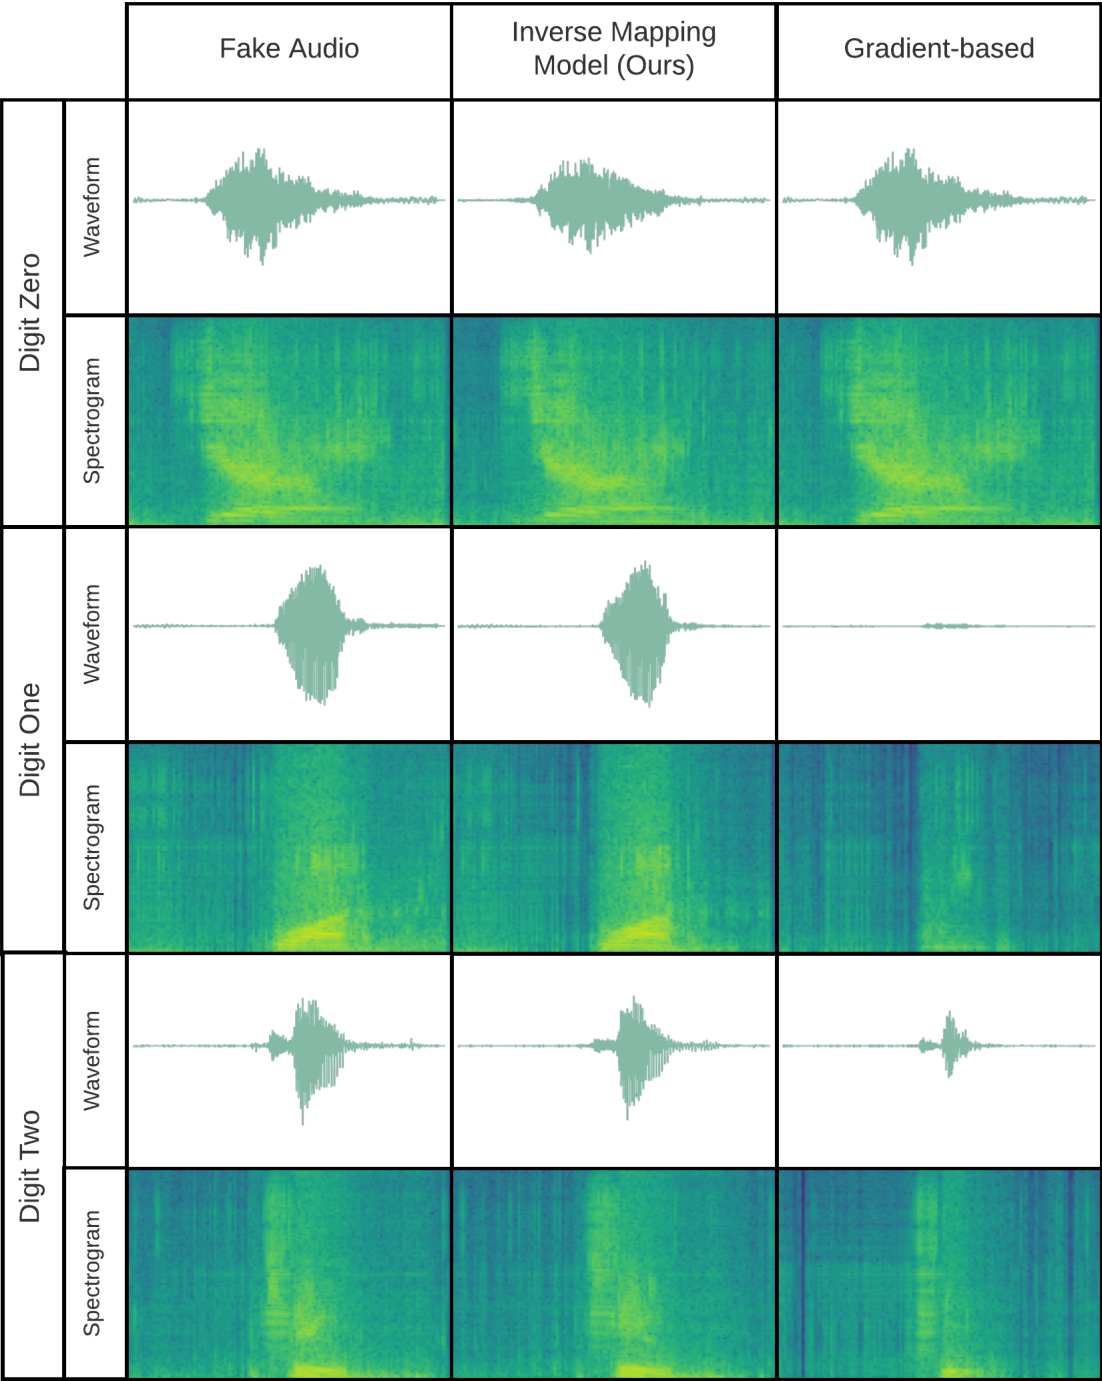 Fake Audio
Inverse Mapping
Model (Ours)
Gradient-based
Digit Zero
Waveform
Spectrogram
Digit One
Waveform
Spectrogram
Digit Two
Waveform
Spectrogram